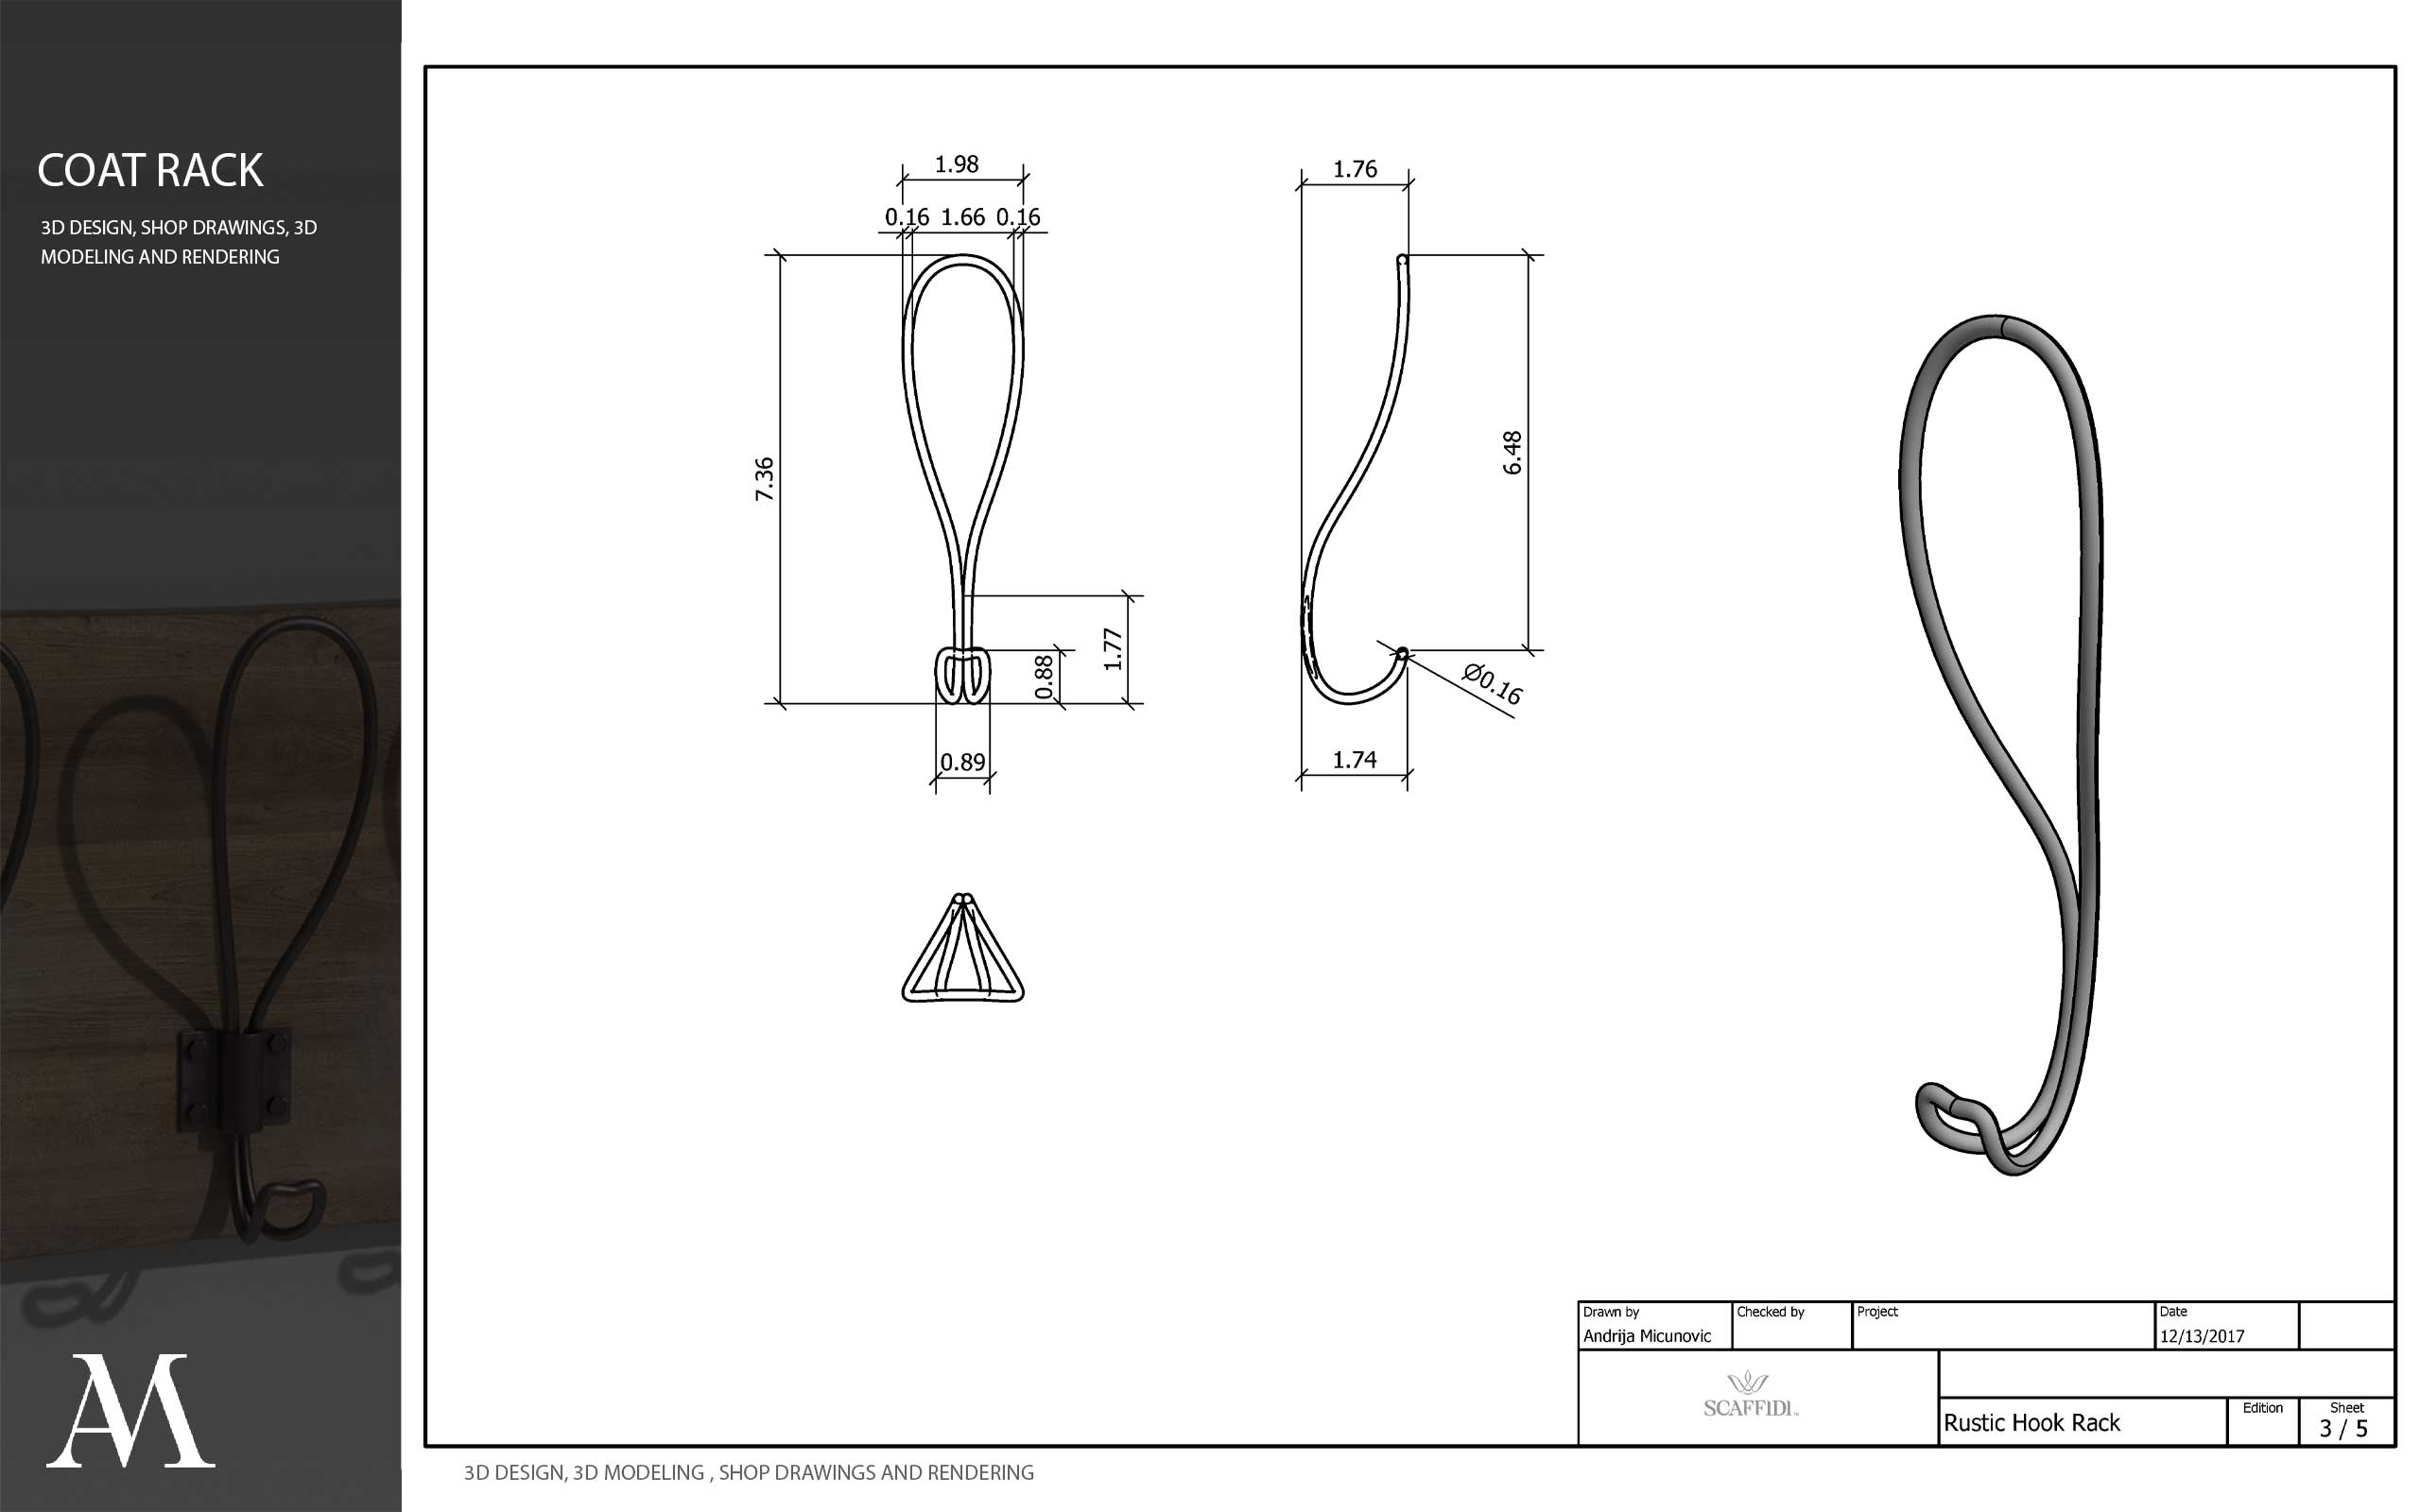 COAT RACK
3D DESIGN, SHOP DRAWINGS, 3D
MODELING AND RENDERING
AM
1.98
0.16 1.66 0.16
7.36
1.77
0.88
0.89
1.76
6.48
Ø0.16
1.74
Drawn by
Andrija Micunovic
Checked by
Project
Date
12/13/2017
SCAFFIDI
Rustic Hook Rack
Edition
Sheet
3 / 5
3D DESIGN, 3D MODELING , SHOP DRAWINGS AND RENDERING